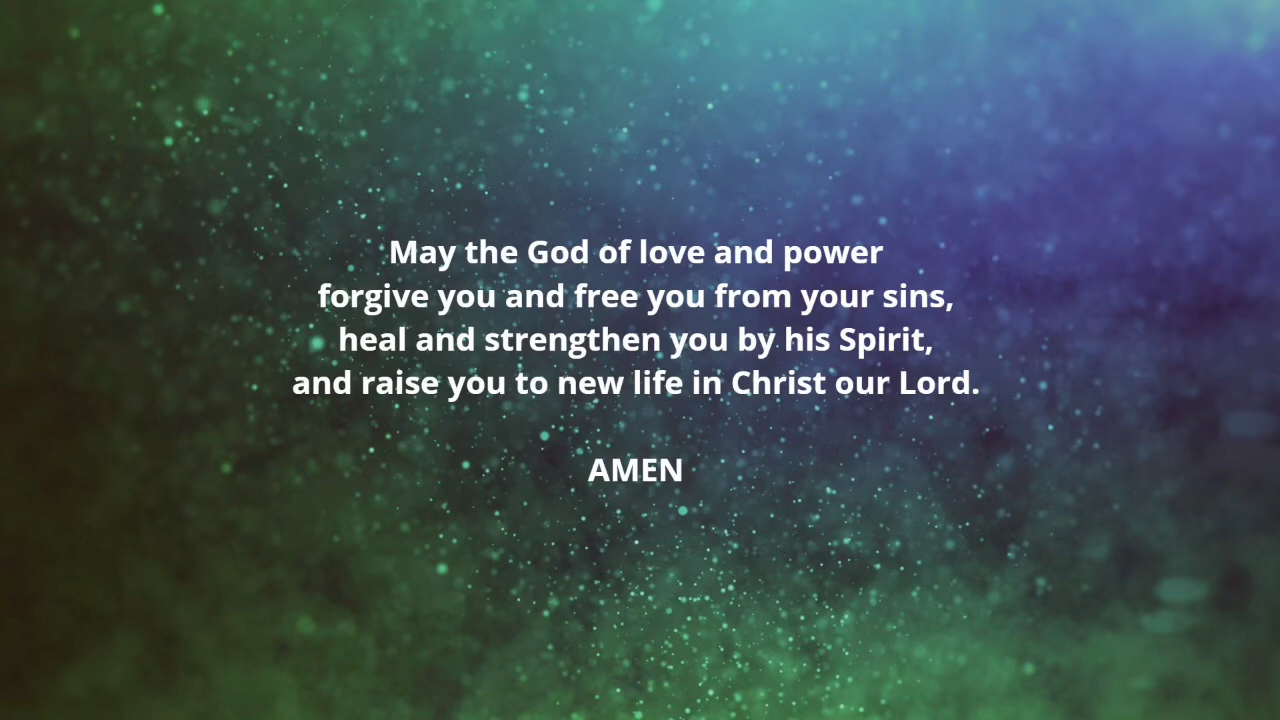 May the God of love and power
forgive you and free you from your sins,
heal and strengthen you by his Spirit,
and raise you to new life in Christ our Lord.
AMEN